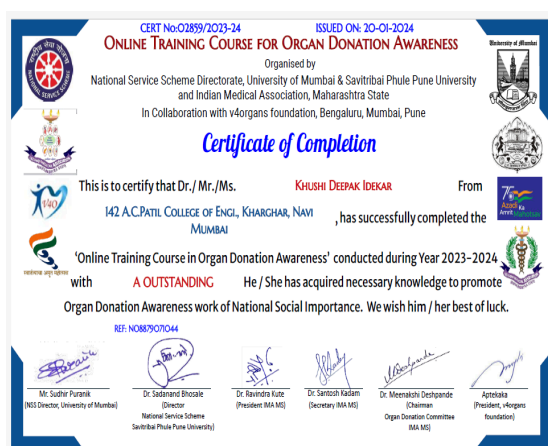 CERT No:02859/2023-24 ISSUED ON: 20-01-2024
ONLINE TRAINING COURSE FOR ORGAN DONATION AWARENESS
Organised by
National Service Scheme Directorate, University of Mumbai & Savitribai Phule Pune University
and Indian Medical Association, Maharashtra State
In Collaboration with v4organs foundation, Bengaluru, Mumbai, Pune
University of Mumbai
Certificate of Completion
This is to certify that Dr./ Mr./Ms. KHUSHI DEEPAK IDEKAR From
142 A.C.PATIL COLLEGE OF ENGI., KHARGHAR, NAVI
MUMBAI
, has successfully completed the
'Online Training Course in Organ Donation Awareness' conducted during Year 2023-2024
with A OUTSTANDING He / She has acquired necessary knowledge to promote
Organ Donation Awareness work of National Social Importance. We wish him / her best of luck.
REF: NO8879071044
Azadi Ka
Amrit Mahotsav
Mr. Sudhir Puranik
(NSS Director, University of Mumbai)
Dr. Sadanand Bhosale
(Director
National Service Scheme
Savitribai Phule Pune University)
Dr. Ravindra Kute
(President IMA MS)
Dr. Santosh Kadam
(Secretary IMA MS)
Dr. Meenakshi Deshpande
(Chairman
Organ Donation Committee
IMA MS)
Aptekaka
(President, v4organs
foundation)